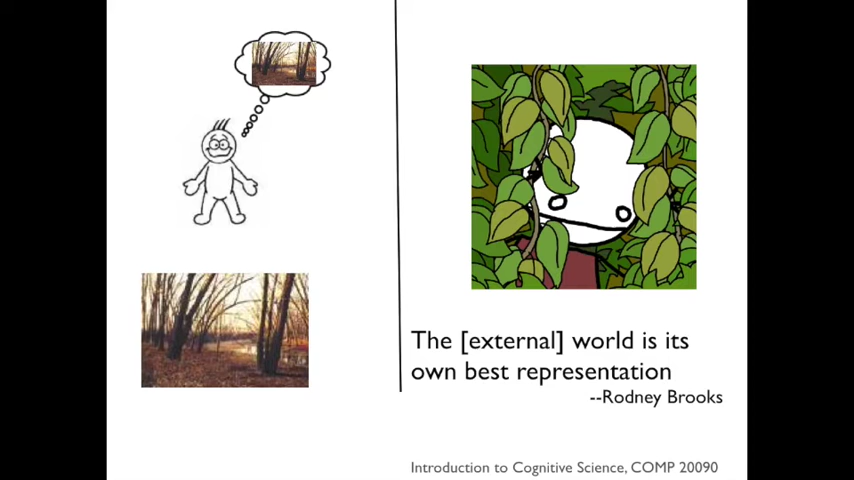 The [external] world is its
own best representation
--Rodney Brooks
Introduction to Cognitive Science, COMP 20090